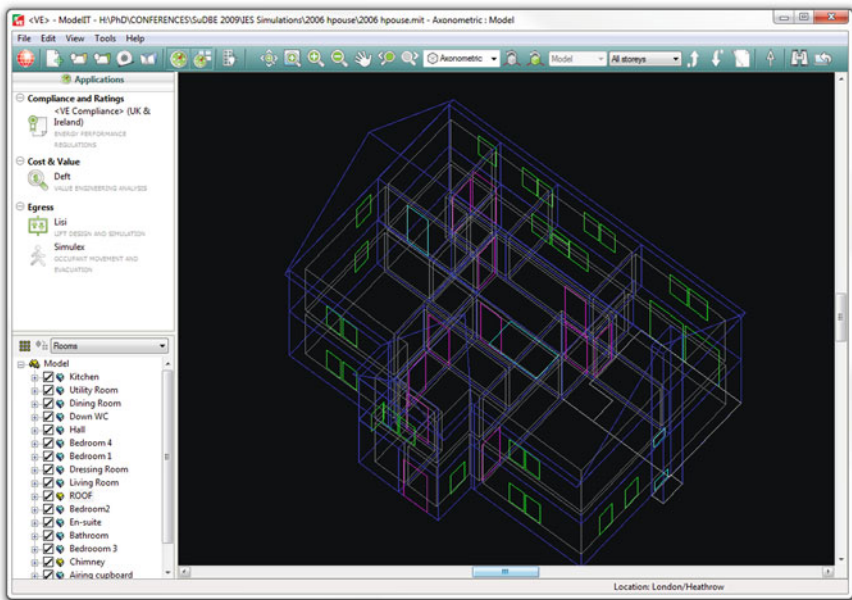 <VE> - ModelIT - H:\PhD\CONFERENCES\SuDBE 2009\IES Simulations\2006 hpouse\2006 hpouse.mit - Axonometric : Model
File Edit View Tools Help
Axonometric
Model
All storeys
Applications
Compliance and Ratings
<VE Compliance> (UK &
Ireland)
ENERGY PERFORMANCE
REGULATIONS
Cost & Value
Deft
VALUE ENGINEERING ANALYSIS
Egress
Lisi
LIFT DESIGN AND SIMULATION
Simulex
OCCUPANT MOVEMENT AND
EVACUATION
Rooms
Model
Kitchen
Utility Room
Dining Room
Down WC
Hall
Bedroom 4
Bedroom 1
Dressing Room
Living Room
ROOF
Bedroom2
En-suite
Bathroom
Bedrooom 3
Chimney
Airing cupboard
Location: London/Heathrow